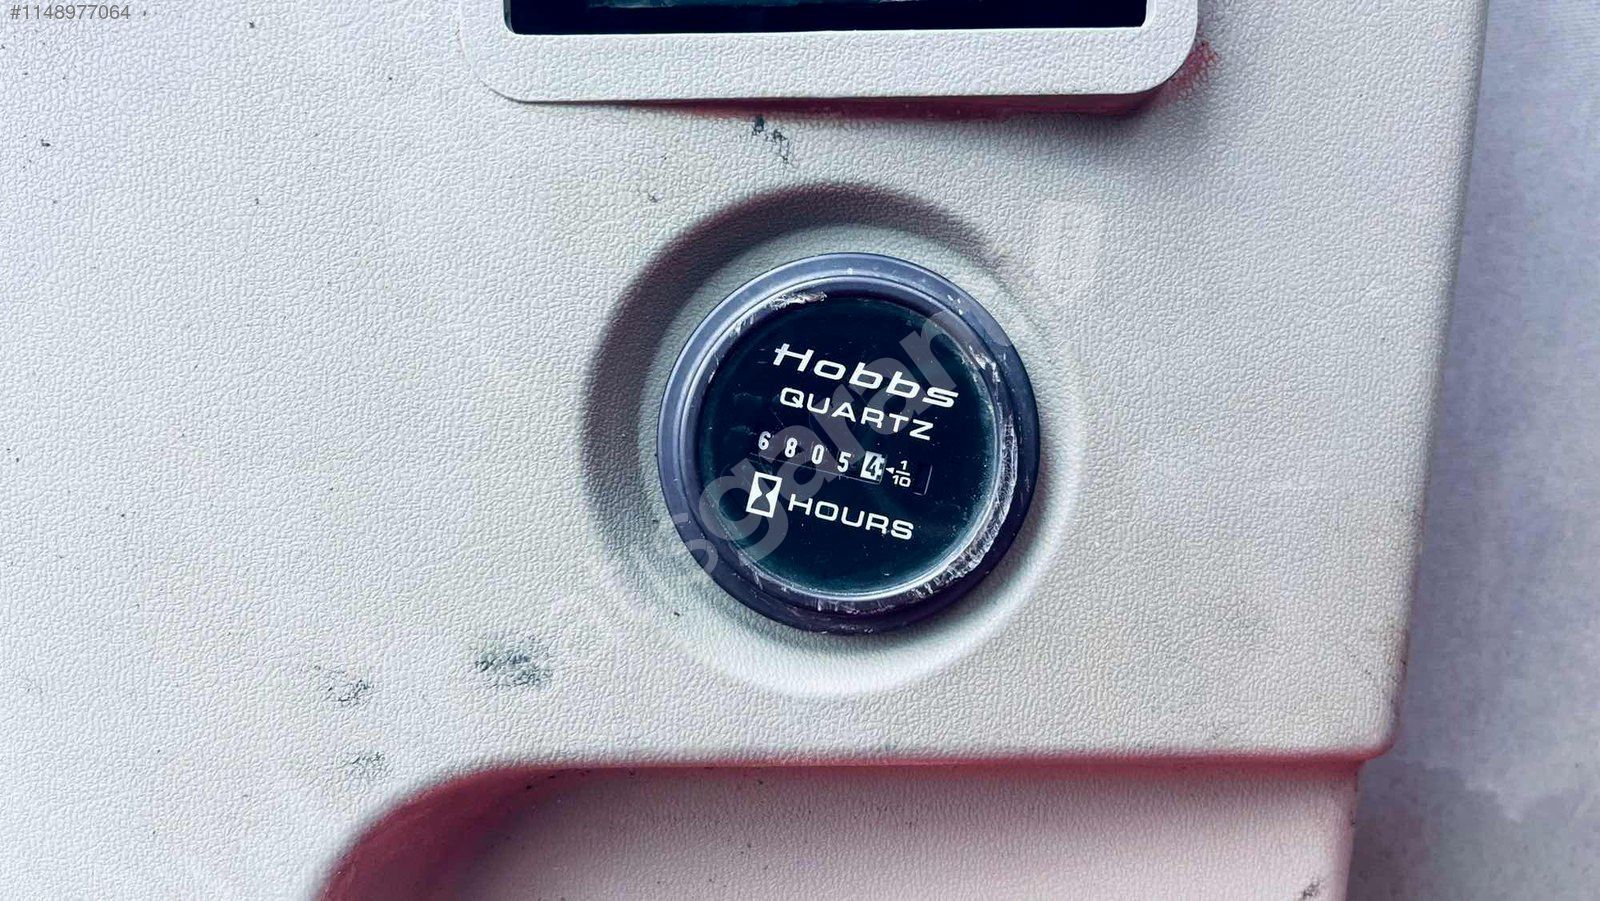 #1148977064
Hobbs
QUARTZ
68054 1/10
HOURS